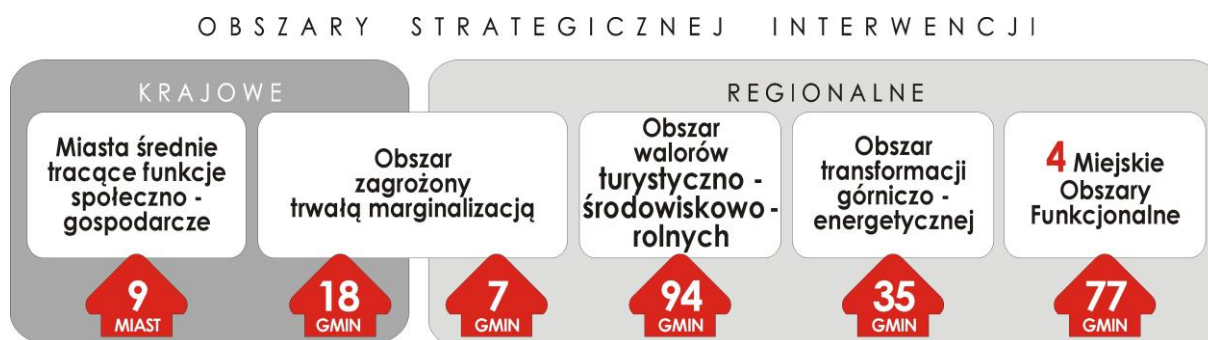 OBSZARY STRATEGICZNEJ INTERWENCJI
KRAJOWE
REGIONALNE
Miasta średnie
tracące funkcje
społeczno -
gospodarcze
Obszar
zagrożony
trwałą marginalizacją
Obszar
walorów
turystyczno -
środowiskowo -
rolnych
Obszar
transformacji
górniczo -
energetycznej
4 Miejskie
Obszary
Funkcjonalne
9
MIAST
18
GMIN
7
GMIN
94
GMIN
35
GMIN
77
GMIN